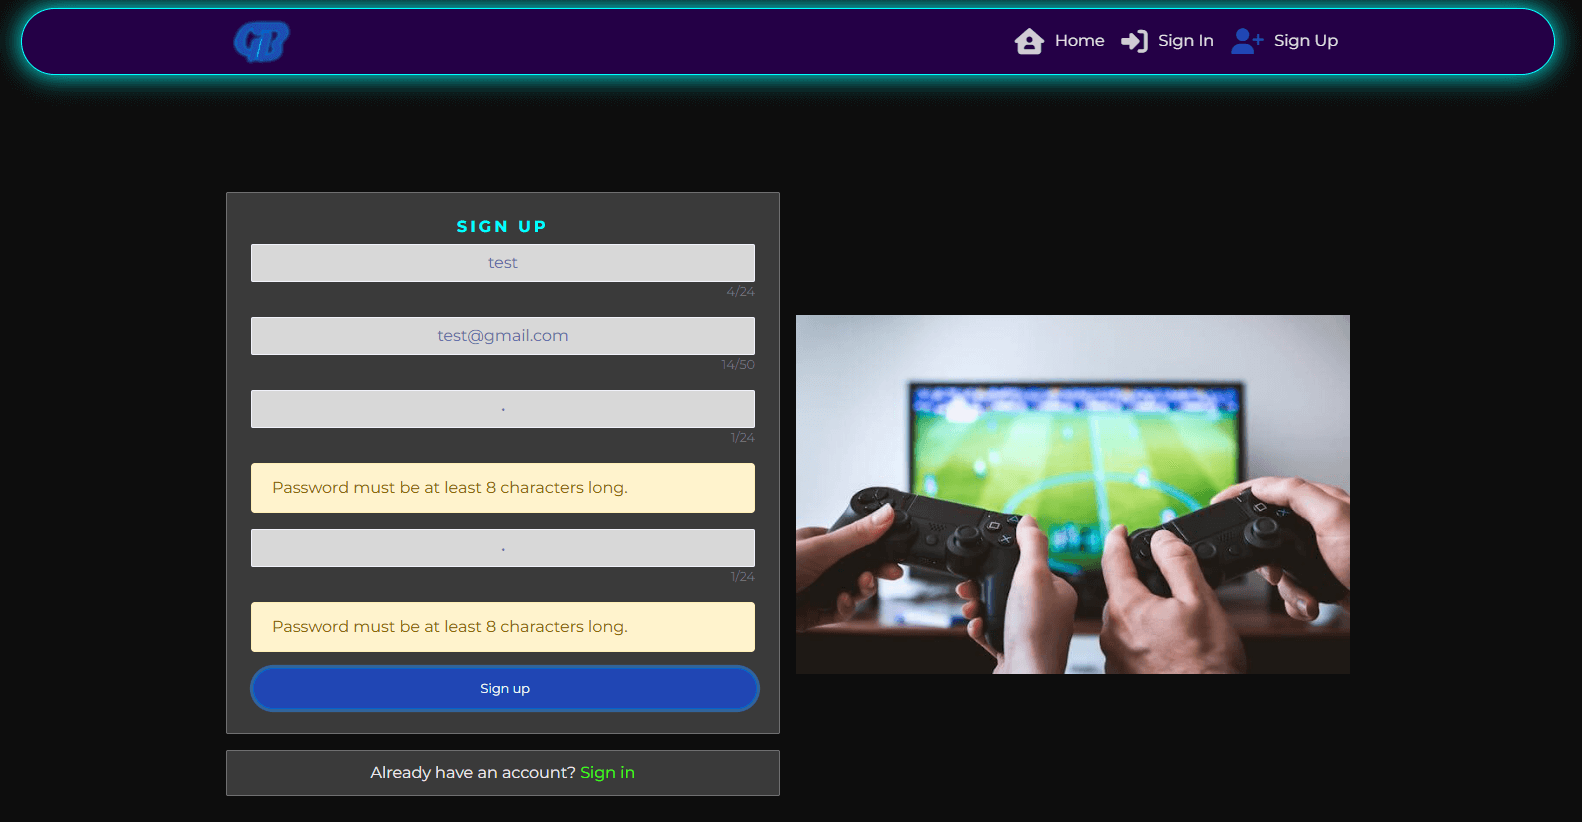 GB
Home
Sign In
Sign Up
SIGN UP
test
4/24
test@gmail.com
14/50
1/24
Password must be at least 8 characters long.
1/24
Password must be at least 8 characters long.
Sign up
Already have an account? Sign in